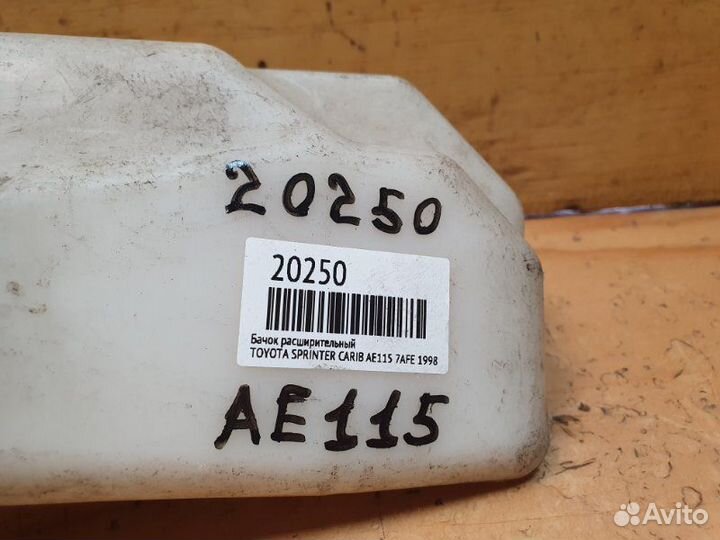 20250
20250
Бачок расширительный
TOYOTA SPRINTER CARIB AE115 7AFE 1998
AE115
Avito